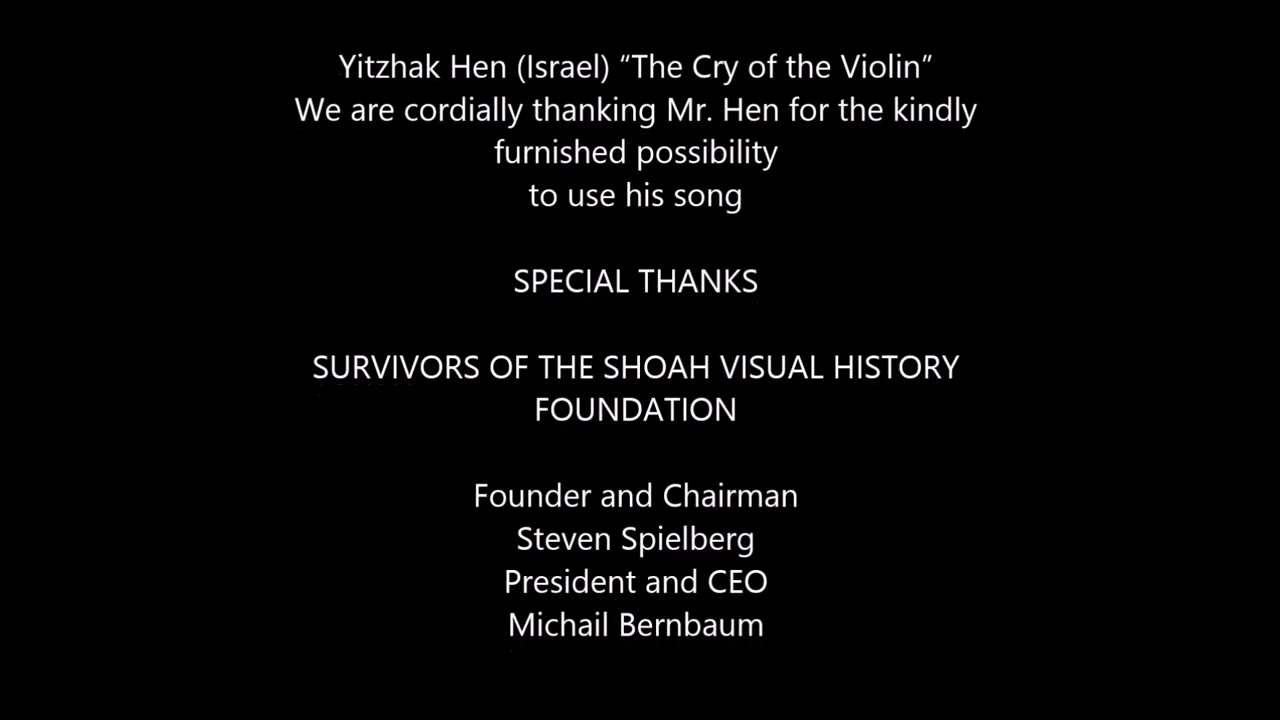 Yitzhak Hen (Israel) “The Cry of the Violin”
We are cordially thanking Mr. Hen for the kindly
furnished possibility
to use his song
SPECIAL THANKS
SURVIVORS OF THE SHOAH VISUAL HISTORY
FOUNDATION
Founder and Chairman
Steven Spielberg
President and CEO
Michail Bernbaum